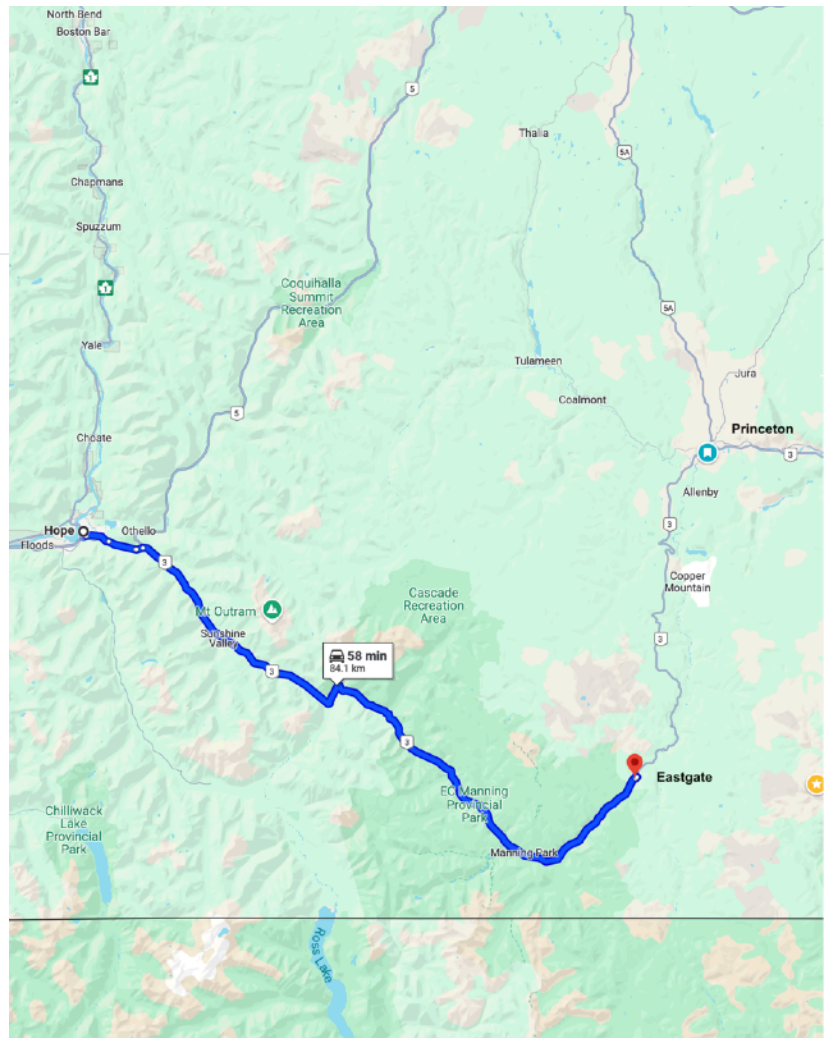 North Bend
Boston Bar
1
5
Thalia
5A
Chapmans
Spuzzum
1
Coquihalla
Summit
Recreation
Area
5A
Yale
Tulameen
Jura
Coalmont
5
Choate
Princeton
3
Allenby
Hope
Othello
Floods
3
3
Copper
Mountain
Cascade
Recreation
Area
Mt Outram
Sunshine
Valley
3
58 min
84.1 km
3
3
Eastgate
EC Manning
Provincial
Park
Chilliwack
Lake
Provincial
Park
Manning Park
Ross Lake